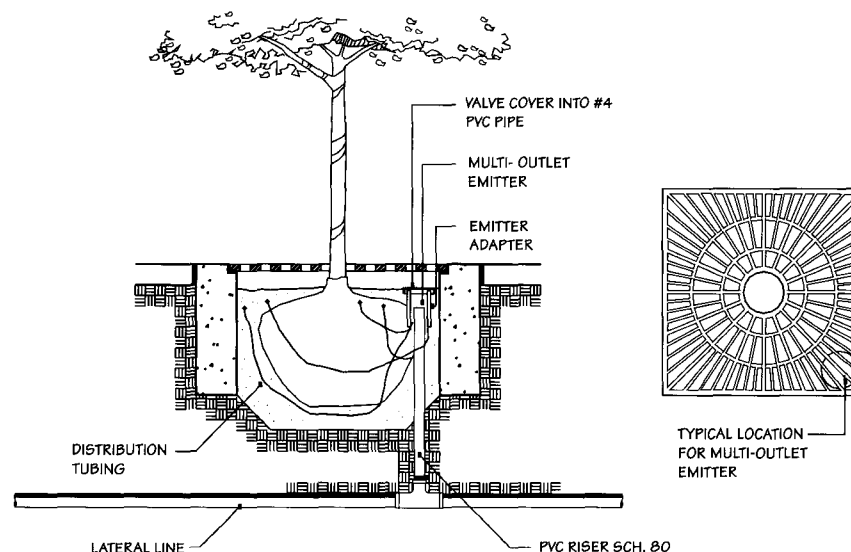 VALVE COVER INTO #4
PVC PIPE
MULTI- OUTLET
EMITTER
EMITTER
ADAPTER
DISTRIBUTION
TUBING
TYPICAL LOCATION
FOR MULTI-OUTLET
EMITTER
LATERAL LINE
PVC RISER SCH. 80